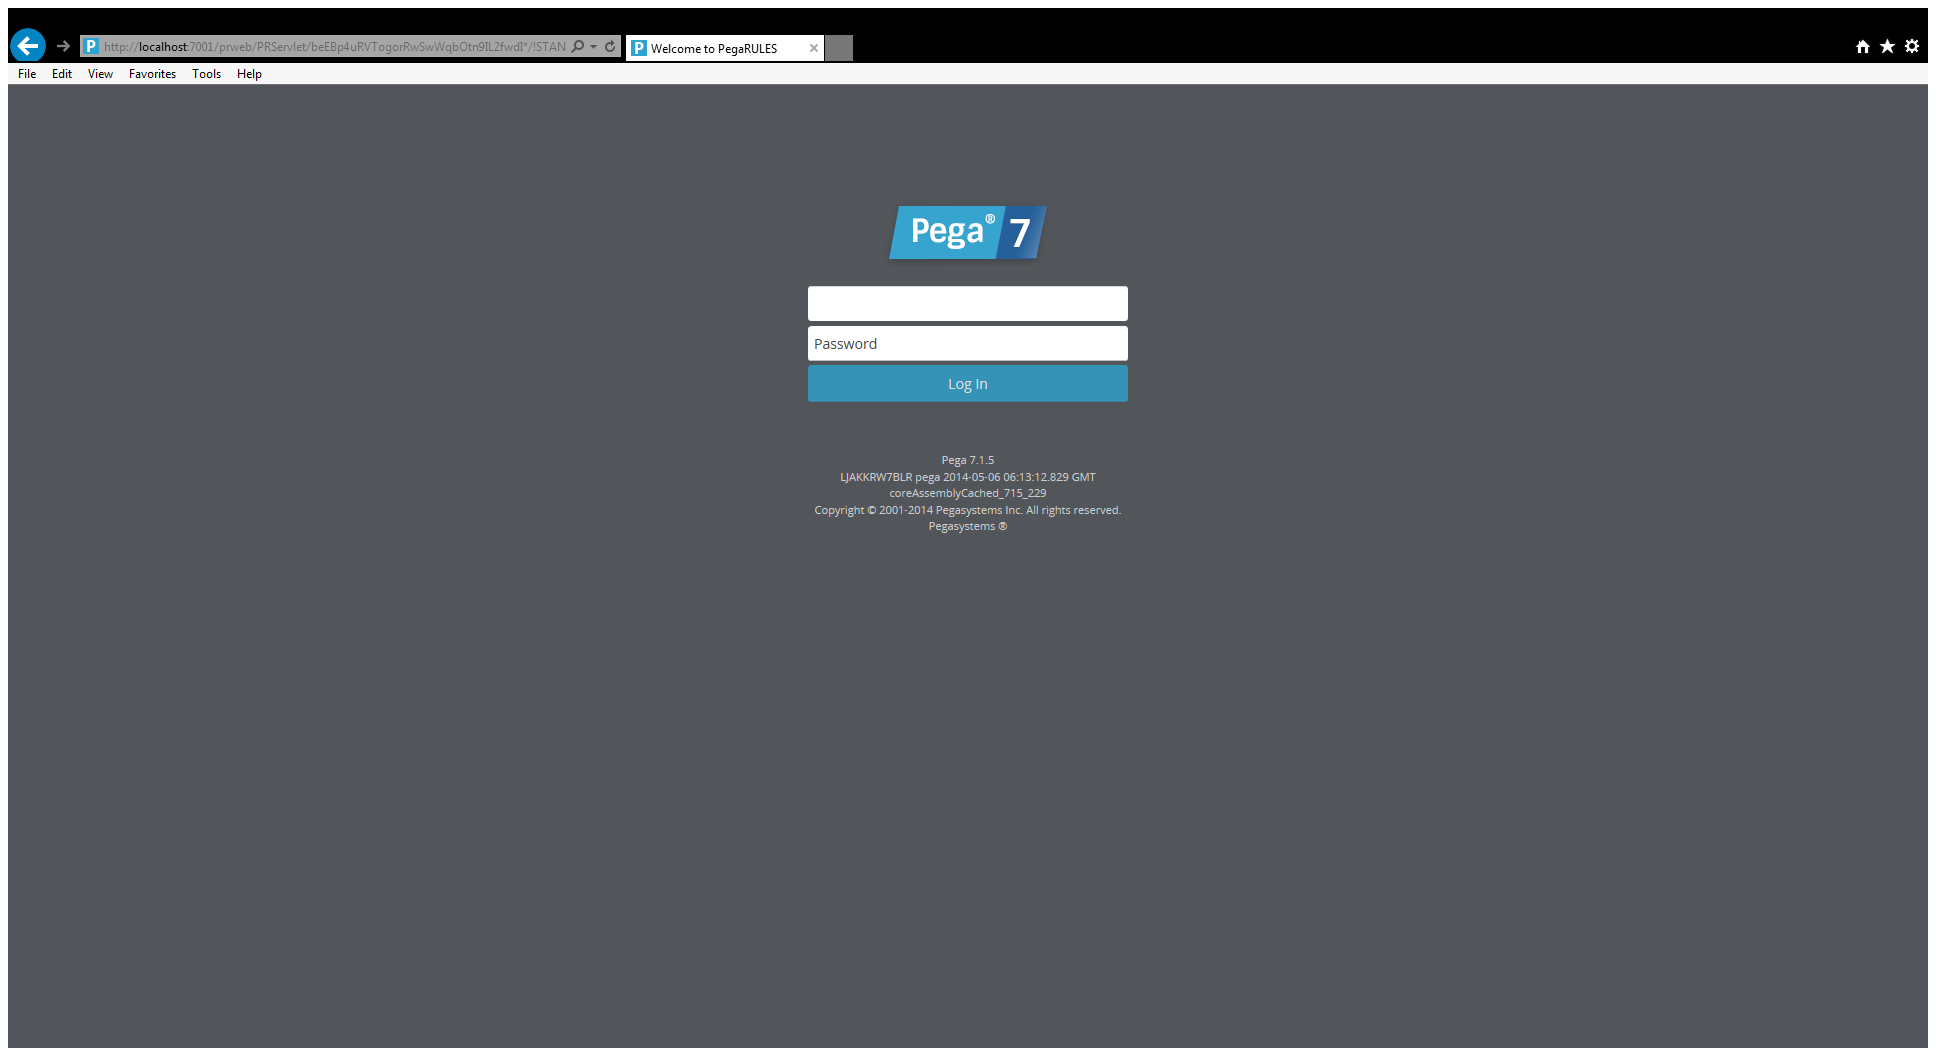 P http://localhost:7001/prweb/PRServlet/beEBp4uRVTogorRwSwWqbOtn9IL2fwdI*/!STAN
P Welcome to PegaRULES
File Edit View Favorites Tools Help
Pega® 7
Password
Log In
Pega 7.1.5
LJAKKRW7BLR pega 2014-05-06 06:13:12.829 GMT
coreAssemblyCached_715_229
Copyright © 2001-2014 Pegasystems Inc. All rights reserved.
Pegasystems ®